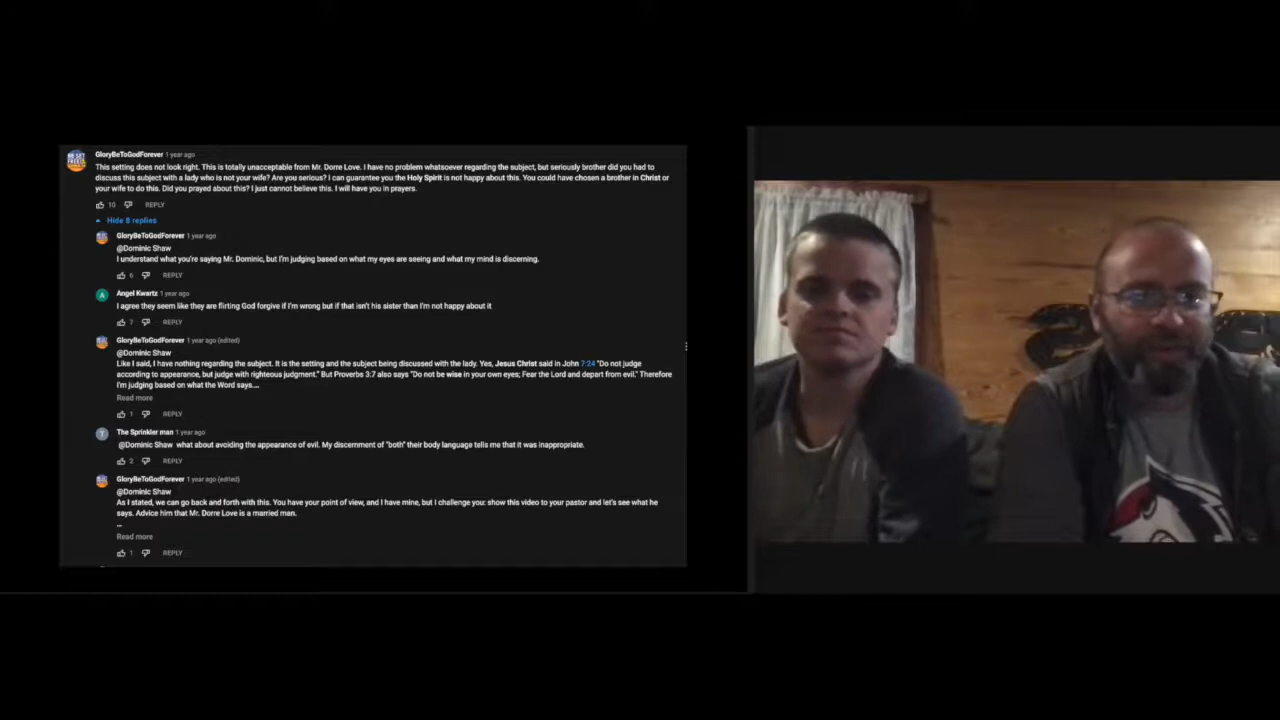 GloryBeToGodForever 1 year ago
This setting does not look right. This is totally unacceptable from Mr. Dorre Love. I have no problem whatsoever regarding the subject, but seriously brother did you had to
discuss this subject with a lady who is not your wife? Are you serious? I can guarantee you the Holy Spirit is not happy about this. You could have chosen a brother in Christ or
your wife to do this. Did you prayed about this? I just cannot believe this. I will have you in prayers.
10 REPLY
Hide 8 replies
GloryBeToGodForever 1 year ago
@Dominic Shaw
I understand what you're saying Mr. Dominic, but I'm judging based on what my eyes are seeing and what my mind is discerning.
6 REPLY
A
Angel Kwartz 1 year ago
I agree they seem like they are flirting God forgive if I'm wrong but if that isn't his sister than I'm not happy about it
7 REPLY
GloryBeToGodForever 1 year ago (edited)
@Dominic Shaw
Like I said, I have nothing regarding the subject. It is the setting and the subject being discussed with the lady. Yes, Jesus Christ said in John 7:24 "Do not judge
according to appearance, but judge with righteous judgment." But Proverbs 3:7 also says "Do not be wise in your own eyes; Fear the Lord and depart from evil." Therefore
I'm judging based on what the Word says....
Read more
1 REPLY
T
The Sprinkler man 1 year ago
@Dominic Shaw what about avoiding the appearance of evil. My discernment of "both" their body language tells me that it was inappropriate.
3 REPLY
GloryBeToGodForever 1 year ago (edited)
@Dominic Shaw
As I stated, we can go back and forth with this. You have your point of view, and I have mine, but I challenge you: show this video to your pastor and let's see what he
says. Advice him that Mr. Dorre Love is a married man.
...
Read more
1 REPLY